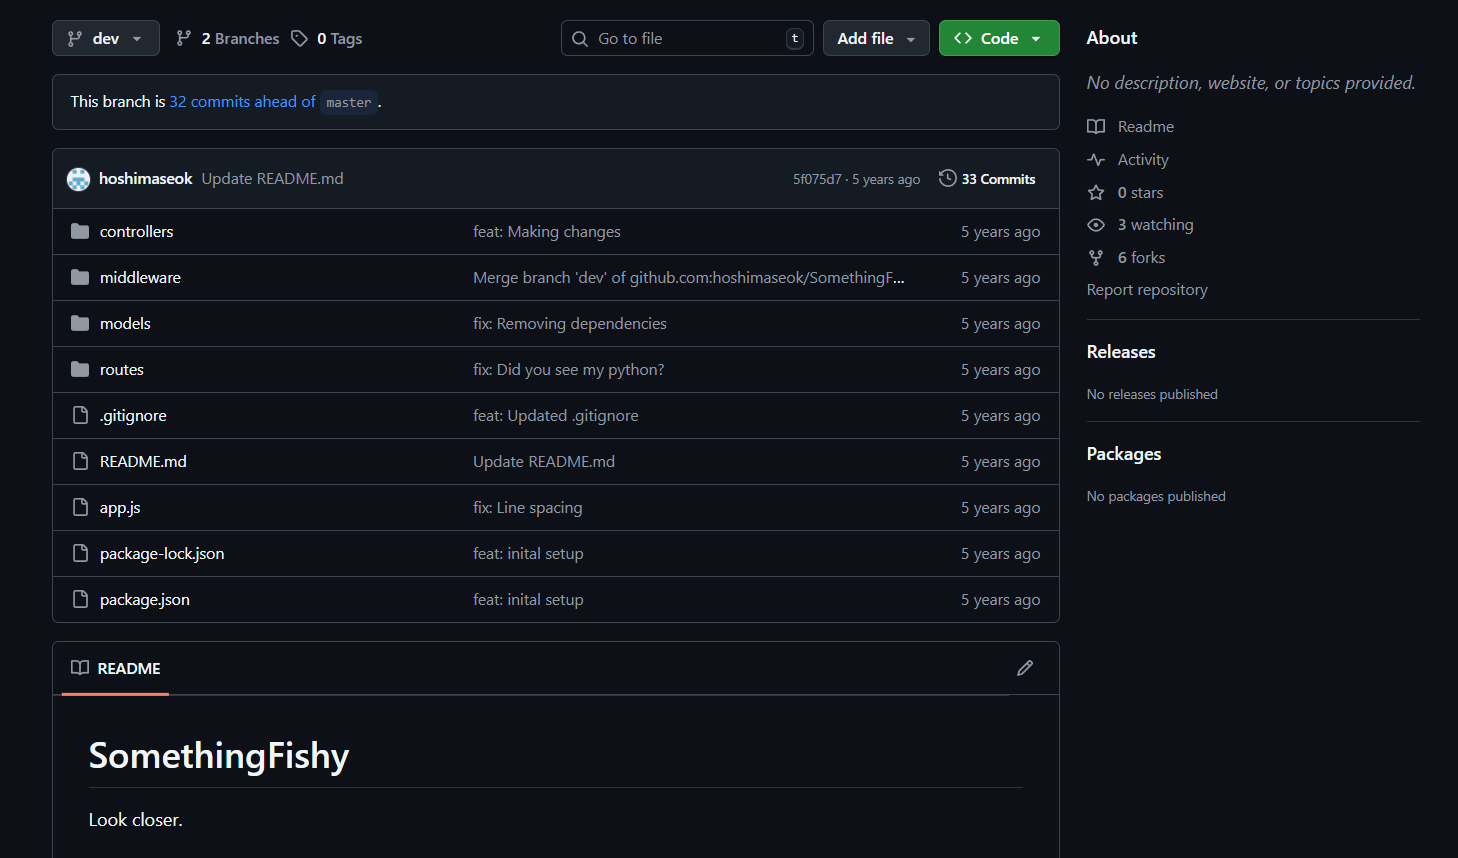 dev 2 Branches 0 Tags Go to file t Add file <> Code
This branch is 32 commits ahead of master .
hoshimaseok Update README.md 5f075d7 · 5 years ago 33 Commits
controllers feat: Making changes 5 years ago
middleware Merge branch 'dev' of github.com:hoshimaseok/SomethingF... 5 years ago
models fix: Removing dependencies 5 years ago
routes fix: Did you see my python? 5 years ago
.gitignore feat: Updated .gitignore 5 years ago
README.md Update README.md 5 years ago
app.js fix: Line spacing 5 years ago
package-lock.json feat: inital setup 5 years ago
package.json feat: inital setup 5 years ago
README
SomethingFishy
Look closer.
About
No description, website, or topics provided.
Readme
Activity
0 stars
3 watching
6 forks
Report repository
Releases
No releases published
Packages
No packages published